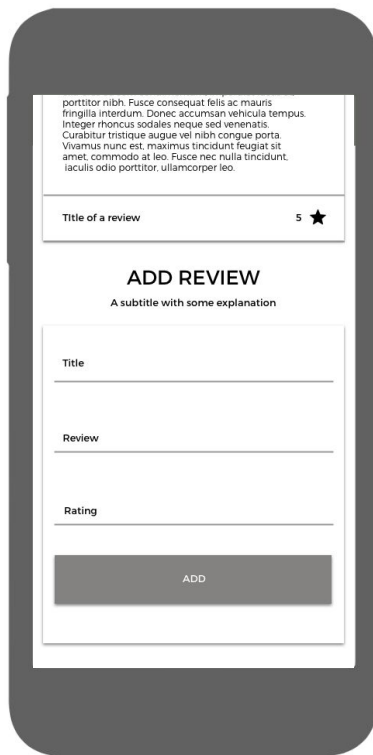 porttitor nibh. Fusce consequat felis ac mauris
fringilla interdum. Donec accumsan vehicula tempus.
Integer rhoncus sodales neque sed venenatis.
Curabitur tristique augue vel nibh congue porta.
Vivamus nunc est, maximus tincidunt feugiat sit
amet, commodo at leo. Fusce nec nulla tincidunt,
iaculis odio porttitor, ullamcorper leo.
TItle of a review 5
ADD REVIEW
A subtitle with some explanation
Title
Review
Rating
ADD